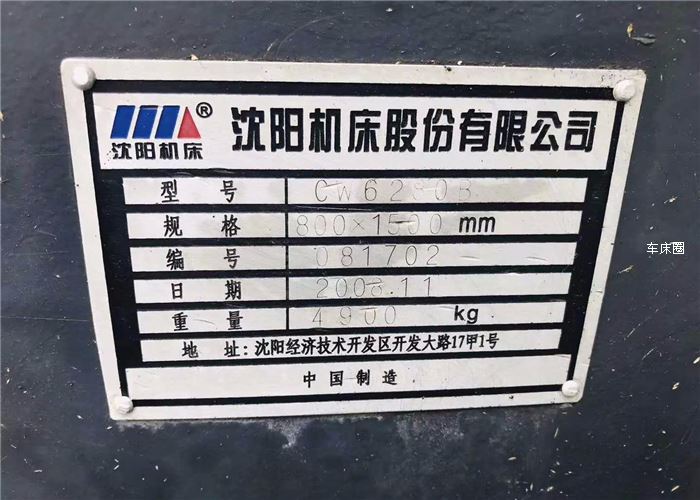 沈阳机床® 沈阳机床股份有限公司
型号 CW6280B
规格 800×1500 mm
编号 081702
日期 2008.11
重量 4900 kg
地址:沈阳经济技术开发区开发大路17甲1号
中国制造
车床圈